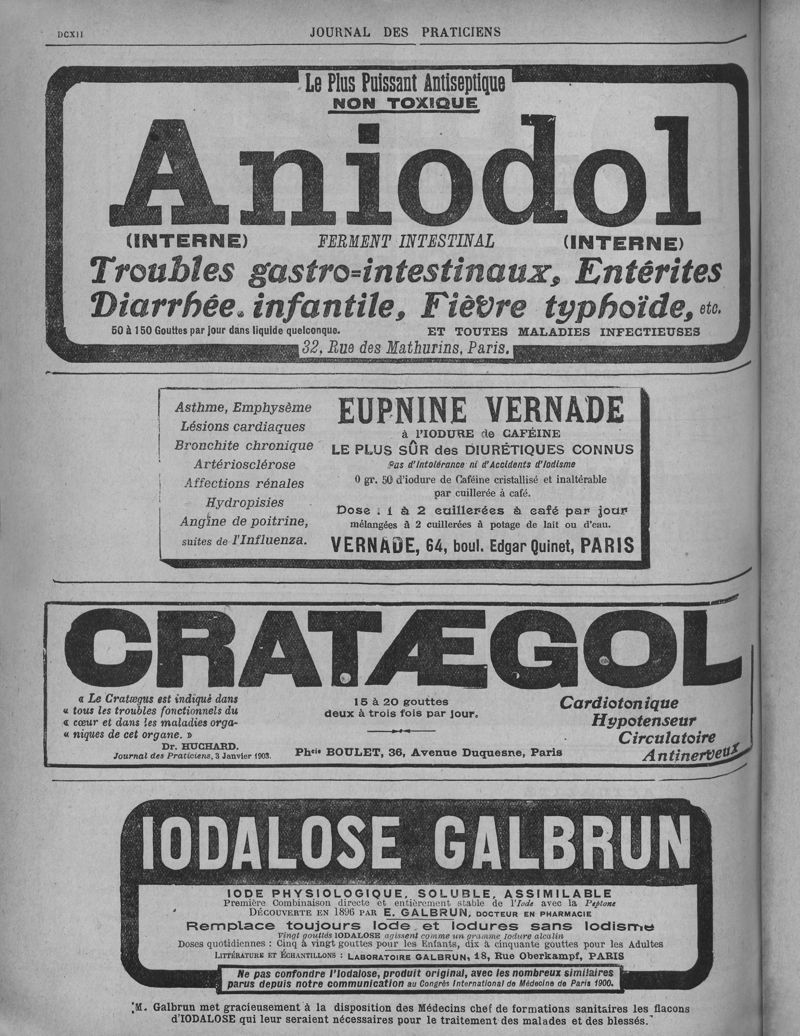 DCXII
JOURNAL DES PRATICIENS
Le Plus Puissant Antiseptique
NON TOXIQUE
Aniodol
(INTERNE) FERMENT INTESTINAL (INTERNE)
Troubles gastro=intestinaux, Entérites
Diarrhée infantile, Fièvre typhoïde, etc.
50 à 150 Gouttes par jour dans liquide quelconque. ET TOUTES MALADIES INFECTIEUSES
32, Rue des Mathurins, Paris.
Asthme, Emphysème
Lésions cardiaques
Bronchite chronique
Artériosclérose
Affections rénales
Hydropisies
Angine de poitrine,
suites de l'Influenza.
EUPNINE VERNADE
à l'IODURE de CAFÉINE
LE PLUS SÛR des DIURÉTIQUES CONNUS
Pas d'Intolérance ni d'Accidents d'Iodisme
0 gr. 50 d'iodure de Caféine cristallisé et inaltérable
par cuillerée à café.
Dose : 1 à 2 cuillerées à café par jour
mélangées à 2 cuillerées à potage de lait ou d'eau.
VERNADE, 64, boul. Edgar Quinet, PARIS
CRATÆGOL
« Le Cratægus est indiqué dans
« tous les troubles fonctionnels du
« cœur et dans les maladies orga-
« niques de cet organe. »
Dr. HUCHARD.
Journal des Praticiens, 3 Janvier 1903.
15 à 20 gouttes
deux à trois fois par jour.
Phcie BOULET, 36, Avenue Duquesne, Paris
Cardiotonique
Hypotenseur
Circulatoire
Antinerveux
IODALOSE GALBRUN
IODE PHYSIOLOGIQUE, SOLUBLE, ASSIMILABLE
Première Combinaison directe et entièrement stable de l'Iode avec la Peptone
DÉCOUVERTE EN 1896 PAR E. GALBRUN, DOCTEUR EN PHARMACIE
Remplace toujours Iode et Iodures sans Iodisme
Vingt gouttes IODALOSE agissent comme un gramme Iodure alcalin
Doses quotidiennes : Cinq à vingt gouttes pour les Enfants, dix à cinquante gouttes pour les Adultes
LITTÉRATURE ET ÉCHANTILLONS : LABORATOIRE GALBRUN, 18, Rue Oberkampf, PARIS
Ne pas confondre l'Iodalose, produit original, avec les nombreux similaires
parus depuis notre communication au Congrès International de Médecine de Paris 1900.
M. Galbrun met gracieusement à la disposition des Médecins chef de formations sanitaires les flacons
d'IODALOSE qui leur seraient nécessaires pour le traitement des malades et des blessés.